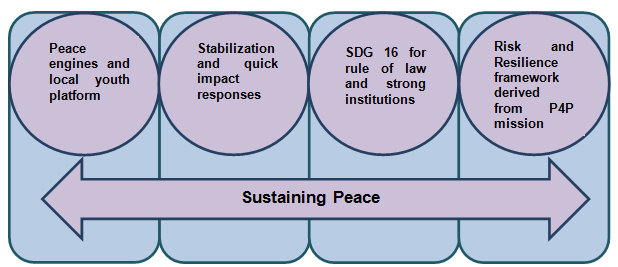 Peace
engines and
local youth
platform
Stabilization
and quick
impact
responses
SDG 16 for
rule of law
and strong
institutions
Risk and
Resilience
framework
derived
from P4P
mission
Sustaining Peace